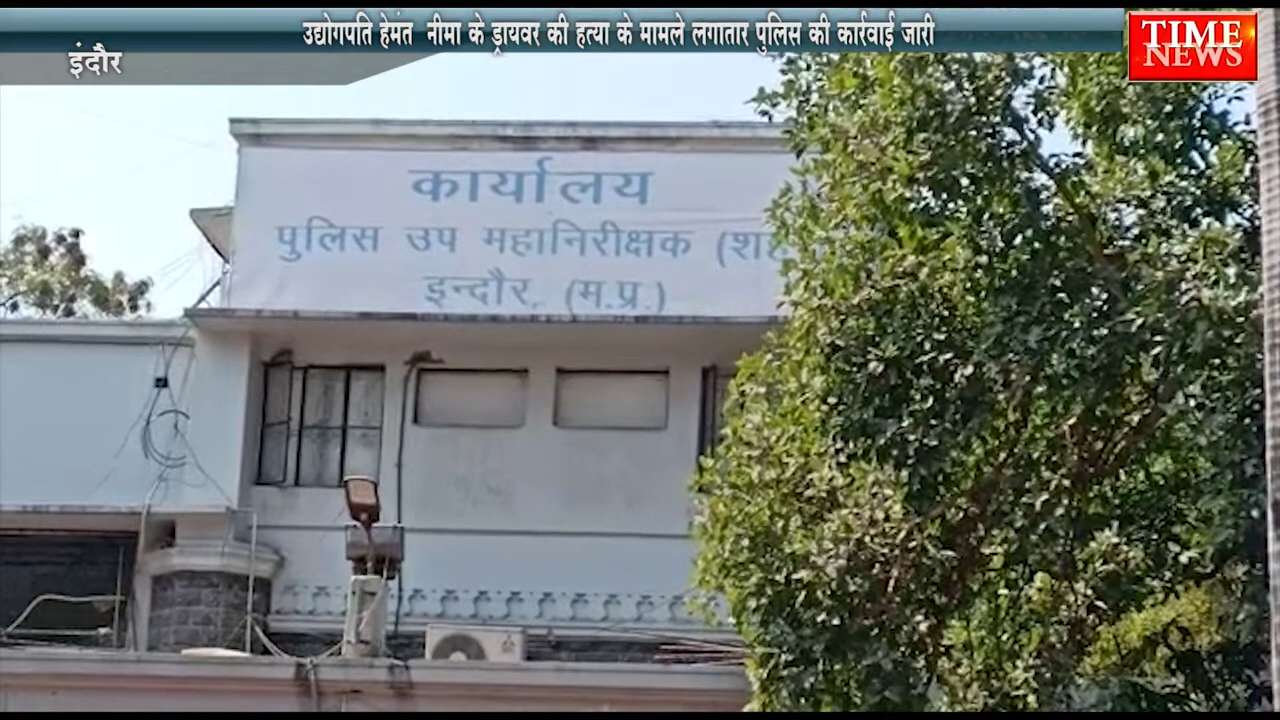 उद्योगपति हेमंत नीमा के ड्रायवर की हत्या के मामले लगातार पुलिस की कार्रवाई जारी
इंदौर
TIME
NEWS
कार्यालय
पुलिस उप महानिरीक्षक
इन्दौर, (म.प्र.)